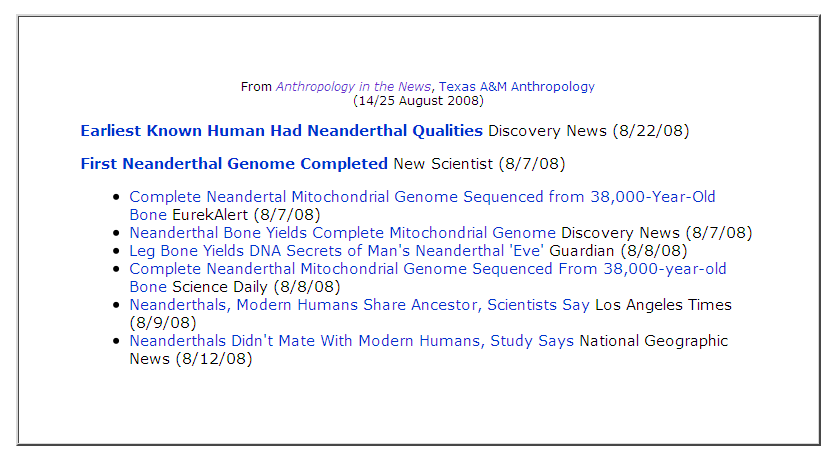 From Anthropology in the News, Texas A&M Anthropology
(14/25 August 2008)
Earliest Known Human Had Neanderthal Qualities Discovery News (8/22/08)
First Neanderthal Genome Completed New Scientist (8/7/08)
• Complete Neandertal Mitochondrial Genome Sequenced from 38,000-Year-Old
Bone EurekAlert (8/7/08)
• Neanderthal Bone Yields Complete Mitochondrial Genome Discovery News (8/7/08)
• Leg Bone Yields DNA Secrets of Man's Neanderthal 'Eve' Guardian (8/8/08)
• Complete Neanderthal Mitochondrial Genome Sequenced From 38,000-year-old
Bone Science Daily (8/8/08)
• Neanderthals, Modern Humans Share Ancestor, Scientists Say Los Angeles Times
(8/9/08)
• Neanderthals Didn't Mate With Modern Humans, Study Says National Geographic
News (8/12/08)